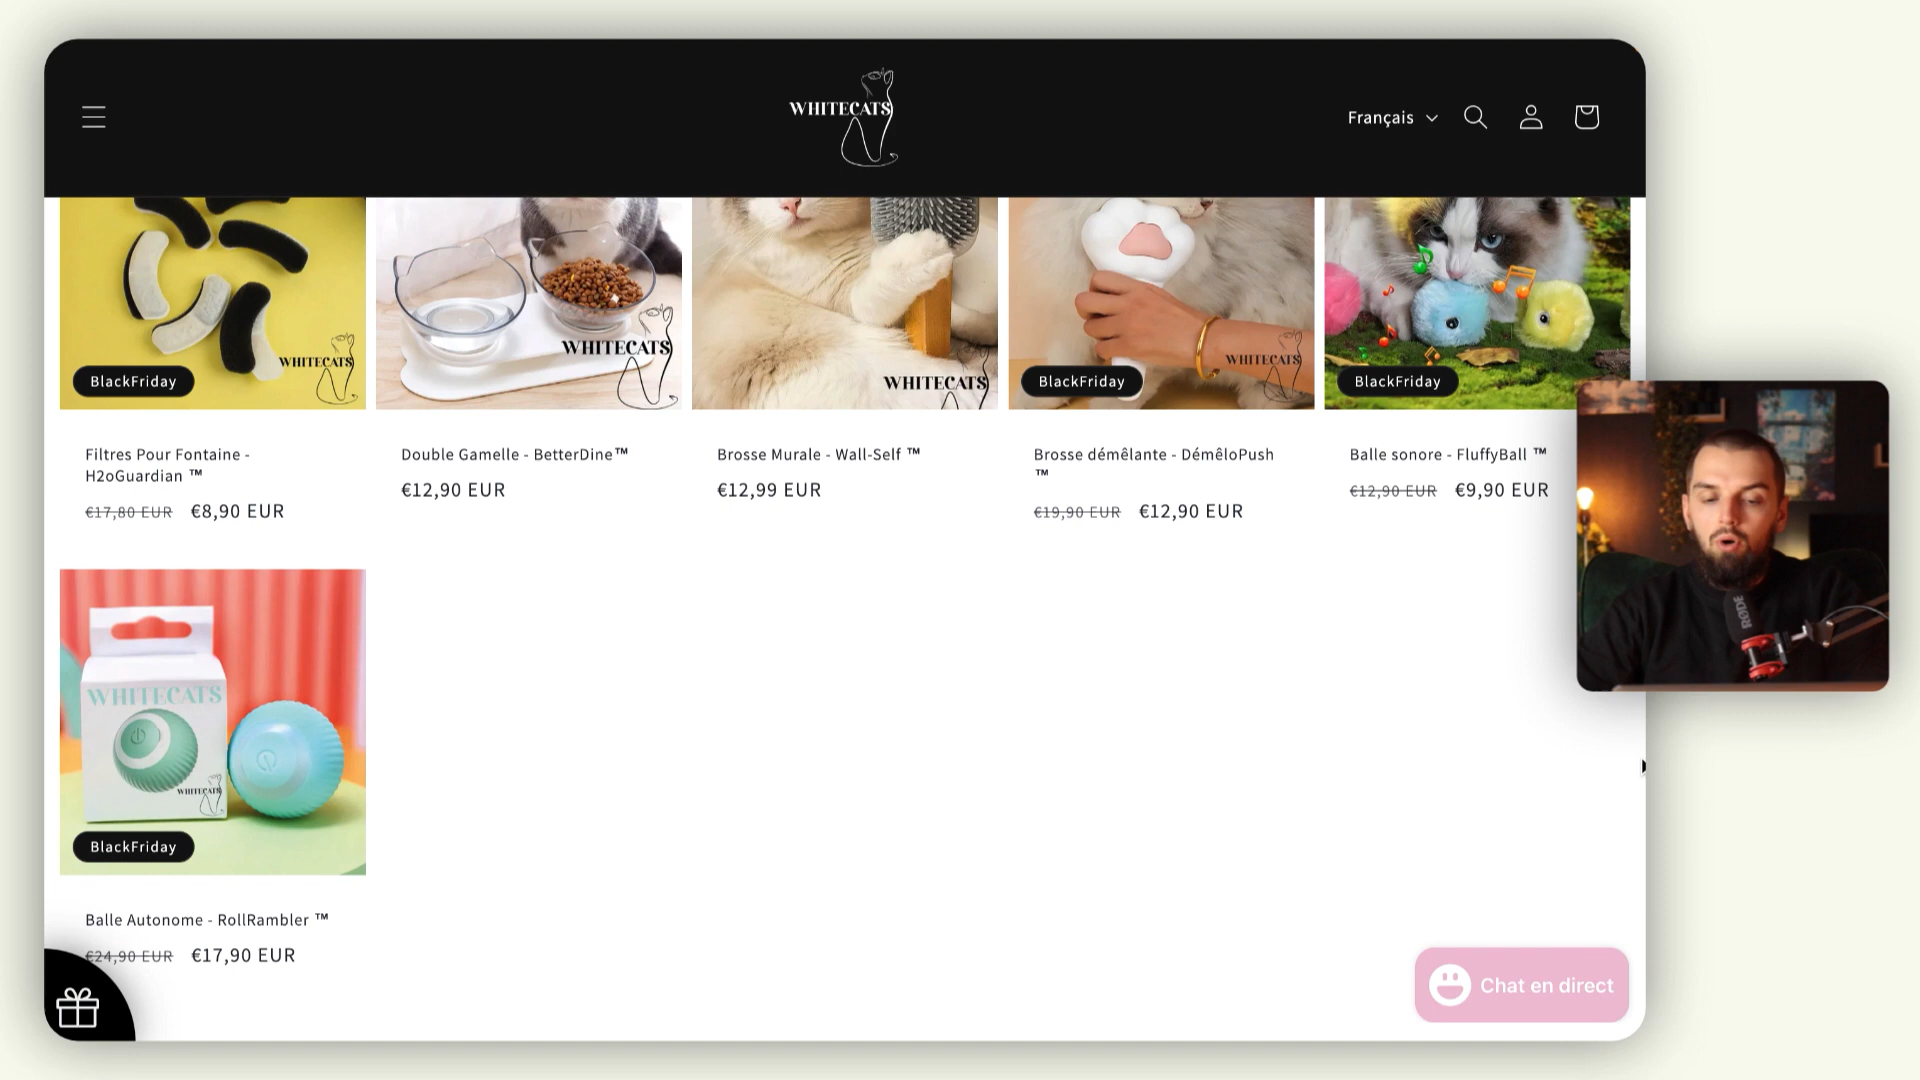 WHITECATS
Français
WHITECATS
BlackFriday
WHITECATS
WHITECATS
WHITECATS
BlackFriday
BlackFriday
Filtres Pour Fontaine -
H2oGuardian ™
€17,80 EUR €8,90 EUR
Double Gamelle - BetterDine™
€12,90 EUR
Brosse Murale - Wall-Self ™
€12,99 EUR
Brosse démêlante - DémêloPush
™
€19,90 EUR €12,90 EUR
Balle sonore - FluffyBall ™
€12,90 EUR €9,90 EUR
RØDE
WHITECATS
WHITECATS
BlackFriday
Balle Autonome - RollRambler ™
€24,90 EUR €17,90 EUR
Chat en direct